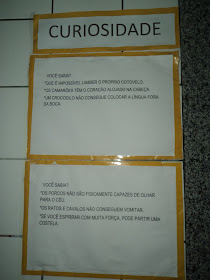 CURIOSIDADE
VOCÊ SABIA?
*QUE É IMPOSSÍVEL LAMBER O PRÓPRIO COTOVELO.
*OS CAMARÕES TÊM O CORAÇÃO ALOJADO NA CABEÇA.
*UM CROCODILO NÃO CONSEGUE COLOCAR A LÍNGUA FORA
DA BOCA.
VOCÊ SABIA?
*OS PORCOS NÃO SÃO FISICAMENTE CAPAZES DE OLHAR
PARA O CÉU.
*OS RATOS E CAVALOS NÃO CONSEGUEM VOMITAR.
*SE VOCÊ ESPIRRAR COM MUITA FORÇA, PODE PARTIR UMA
COSTELA.